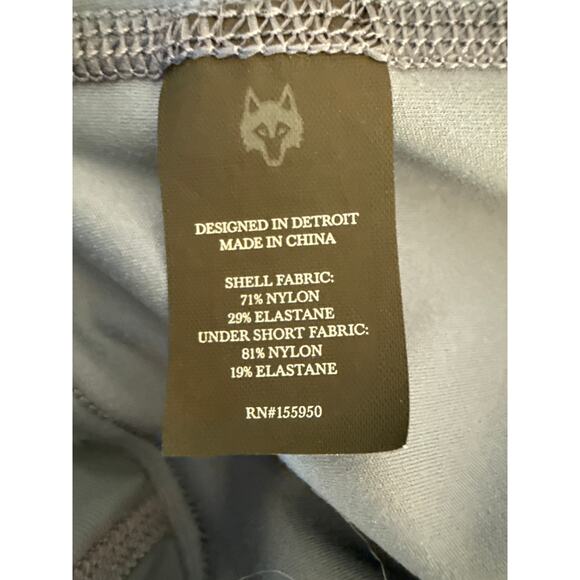 DESIGNED IN DETROIT
MADE IN CHINA
SHELL FABRIC:
71% NYLON
29% ELASTANE
UNDER SHORT FABRIC:
81% NYLON
19% ELASTANE
RN#155950